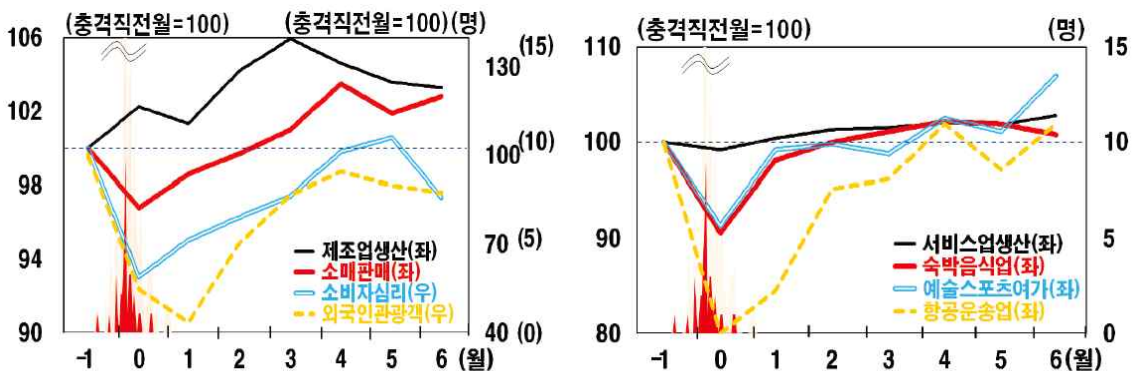 (충격직전월=100) (충격직전월=100)(명)
106 (15)
130
102
100 100 (10)
98
94 70 (5)
제조업생산(좌)
소매판매(좌)
소비자심리(우)
외국인관광객(우)
90 40 (0)
-1 0 1 2 3 4 5 6 (월)
(충격직전월=100) (명)
110 15
100 10
90 5
서비스업생산(좌)
숙박음식업(좌)
예술스포츠여가(좌)
항공운송업(좌)
80 0
-1 0 1 2 3 4 5 6(월)